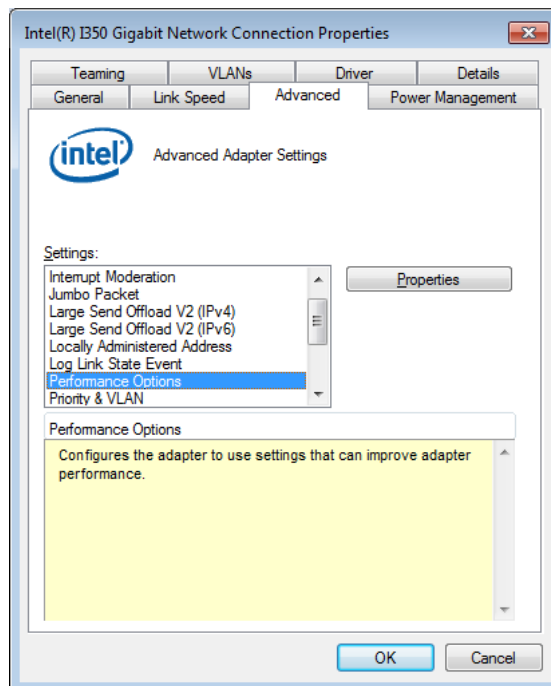 Intel(R) I350 Gigabit Network Connection Properties
Teaming VLANs Driver Details
General Link Speed Advanced Power Management
intel Advanced Adapter Settings
Settings:
Interrupt Moderation
Properties
Jumbo Packet
Large Send Offload V2 (IPv4)
Large Send Offload V2 (IPv6)
Locally Administered Address
Log Link State Event
Performance Options
Priority & VLAN
Performance Options
Configures the adapter to use settings that can improve adapter
performance.
OK Cancel